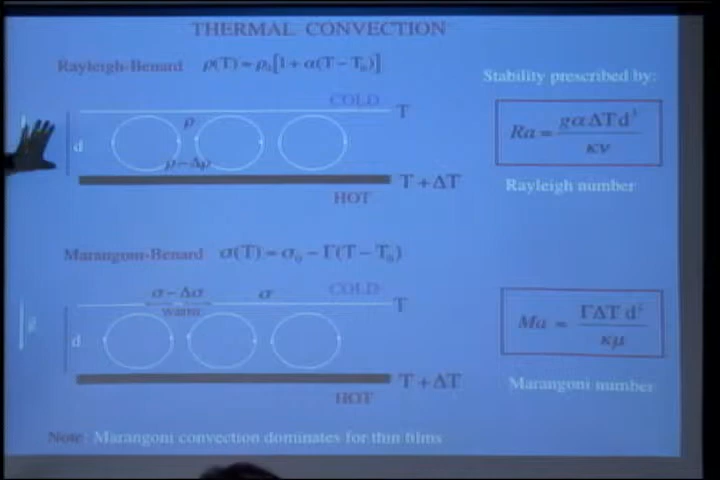 THERMAL CONVECTION
Rayleigh-Benard ρ(T) = ρ₀[1 + α(T − T₀)]
Stability prescribed by:
COLD
T
ρ
d
ρ − Δρ
T + ΔT
HOT
Ra = gαΔTd³ / κν
Rayleigh number
Marangoni-Benard σ(T) = σ₀ − Γ(T − T₀)
COLD
σ − Δσ
σ
T
warm
g
d
T + ΔT
HOT
Ma = ΓΔT d² / κμ
Marangoni number
Note: Marangoni convection dominates for thin films